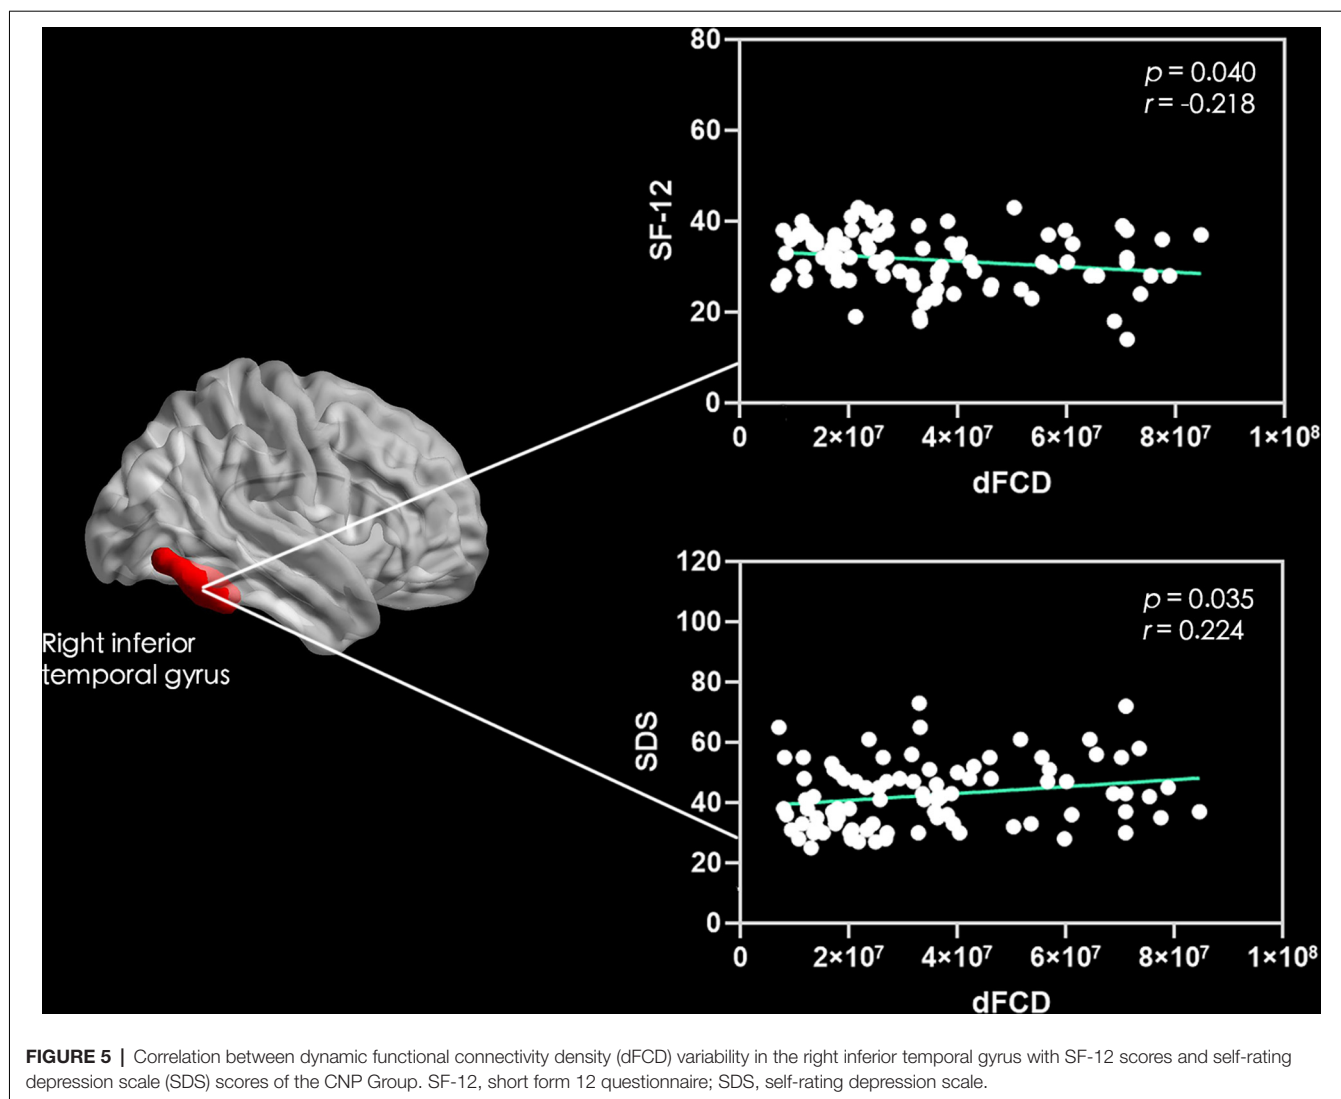 80
p = 0.040
r = -0.218
60
SF-12
40
20
0
0 2×10⁷ 4×10⁷ 6×10⁷ 8×10⁷ 1×10⁸
dFCD
Right inferior
temporal gyrus
120
p = 0.035
r = 0.224
100
80
SDS
60
40
20
0
0 2×10⁷ 4×10⁷ 6×10⁷ 8×10⁷ 1×10⁸
dFCD
FIGURE 5 | Correlation between dynamic functional connectivity density (dFCD) variability in the right inferior temporal gyrus with SF-12 scores and self-rating
depression scale (SDS) scores of the CNP Group. SF-12, short form 12 questionnaire; SDS, self-rating depression scale.